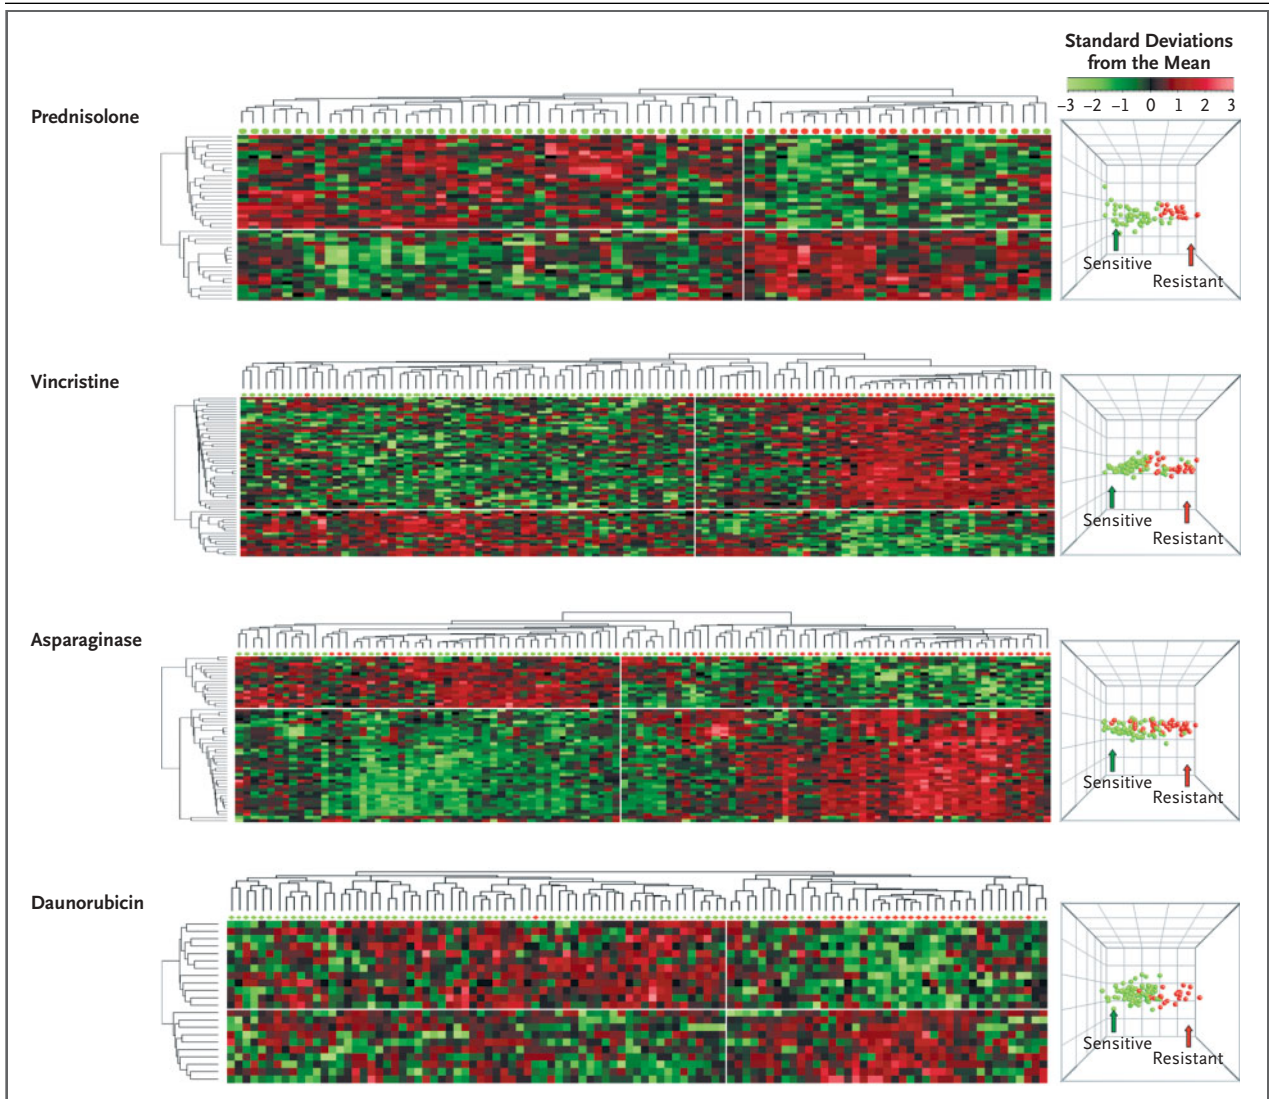 Standard Deviations
from the Mean
−3 −2 −1 0 1 2 3
Prednisolone
Sensitive
Resistant
Vincristine
Sensitive
Resistant
Asparaginase
Sensitive
Resistant
Daunorubicin
Sensitive
Resistant